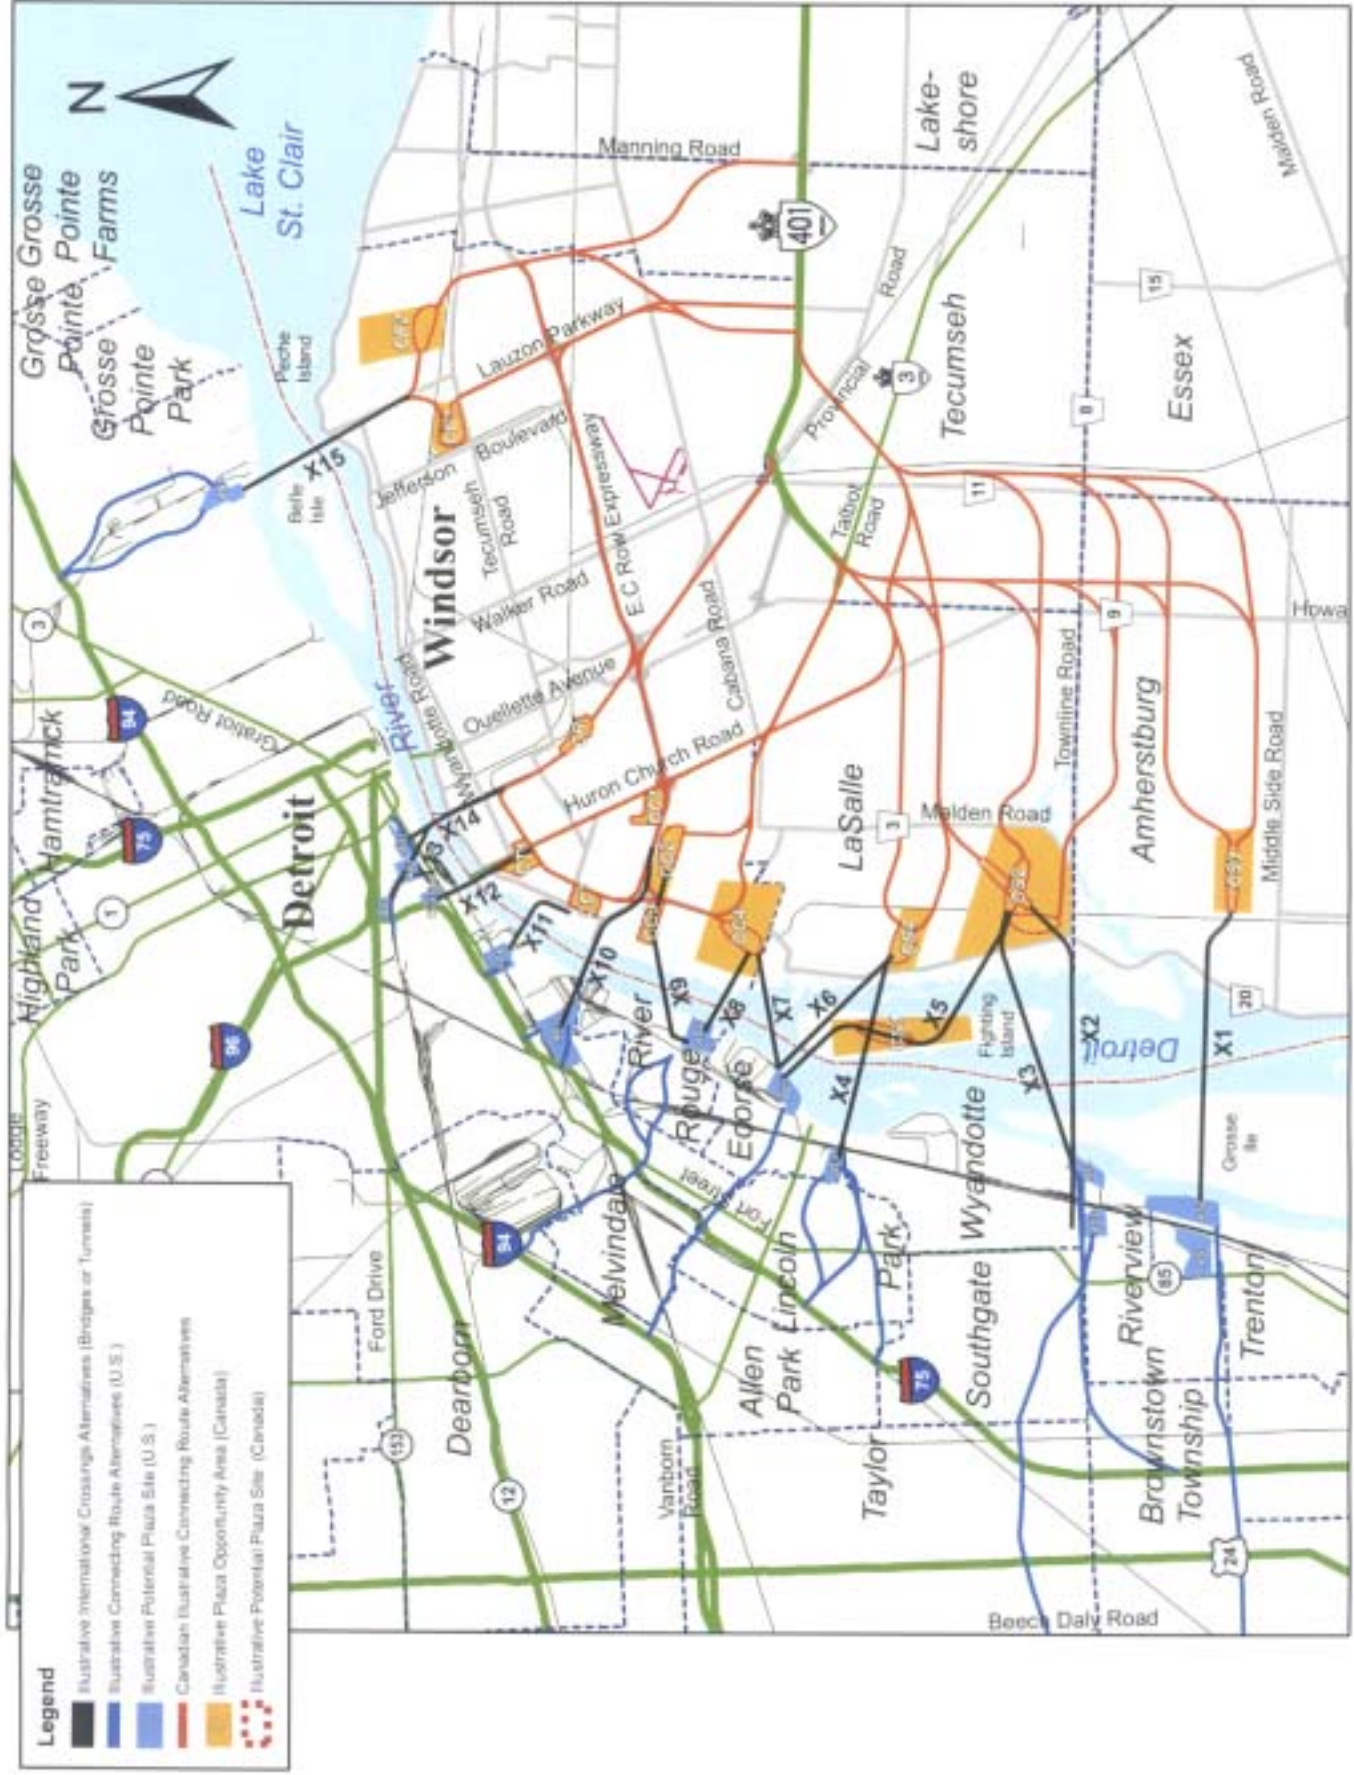 Legend
Illustrative International Crossings Alternatives (Bridges or Tunnels)
Illustrative Connecting Route Alternatives (U.S.)
Illustrative Potential Plaza Site (U.S.)
Canadian Illustrative Connecting Route Alternatives
Illustrative Plaza Opportunity Area (Canada)
Illustrative Potential Plaza Site (Canada)
N
Grosse Grosse
Pointe Pointe
Farms
Grosse
Pointe
Park
Lake
St. Clair
Peche
Island
Belle
Isle
X15
Lodge
Freeway
Highland
Park
Hamtramck
Gratiot Road
3
94
75
1
96
Detroit
River
Windsor
Wyandotte Road
Jefferson Boulevard
Tecumseh
Road
Lauzon Parkway
Walker Road
Ouellette Avenue
E C Row Expressway
Huron Church Road
Cabana Road
Manning Road
401
Lake-
shore
Provincial Road
3
Talbot
Road
Tecumseh
11
8
15
Essex
Malden Road
9
Howa
Townline Road
Amherstburg
Middle Side Road
LaSalle
3
Malden Road
20
X14
X13
X12
X11
X10
X9
X8
X7
X6
X5
X4
X3
X2
X1
Fighting
Island
Detroit
Grosse
Ile
River
Rouge
Ecorse
Wyandotte
Ford Drive
94
Melvindale
Fort Street
Dearborn
153
12
Allen
Park
Lincoln
Park
Vanborn
Road
Taylor
75
Southgate
Riverview
85
Trenton
Brownstown
Township
24
Beech Daly Road